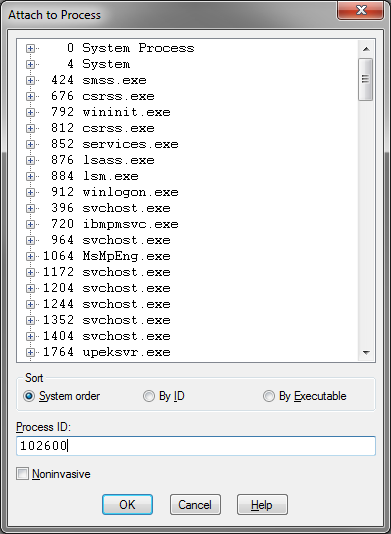 Attach to Process
0 System Process
4 System
424 smss.exe
676 csrss.exe
792 wininit.exe
812 csrss.exe
852 services.exe
876 lsass.exe
884 lsm.exe
912 winlogon.exe
396 svchost.exe
720 ibmpmsvc.exe
964 svchost.exe
1064 MsMpEng.exe
1172 svchost.exe
1204 svchost.exe
1244 svchost.exe
1352 svchost.exe
1404 svchost.exe
1764 upeksvr.exe
Sort
System order By ID By Executable
Process ID:
102600
Noninvasive
OK Cancel Help